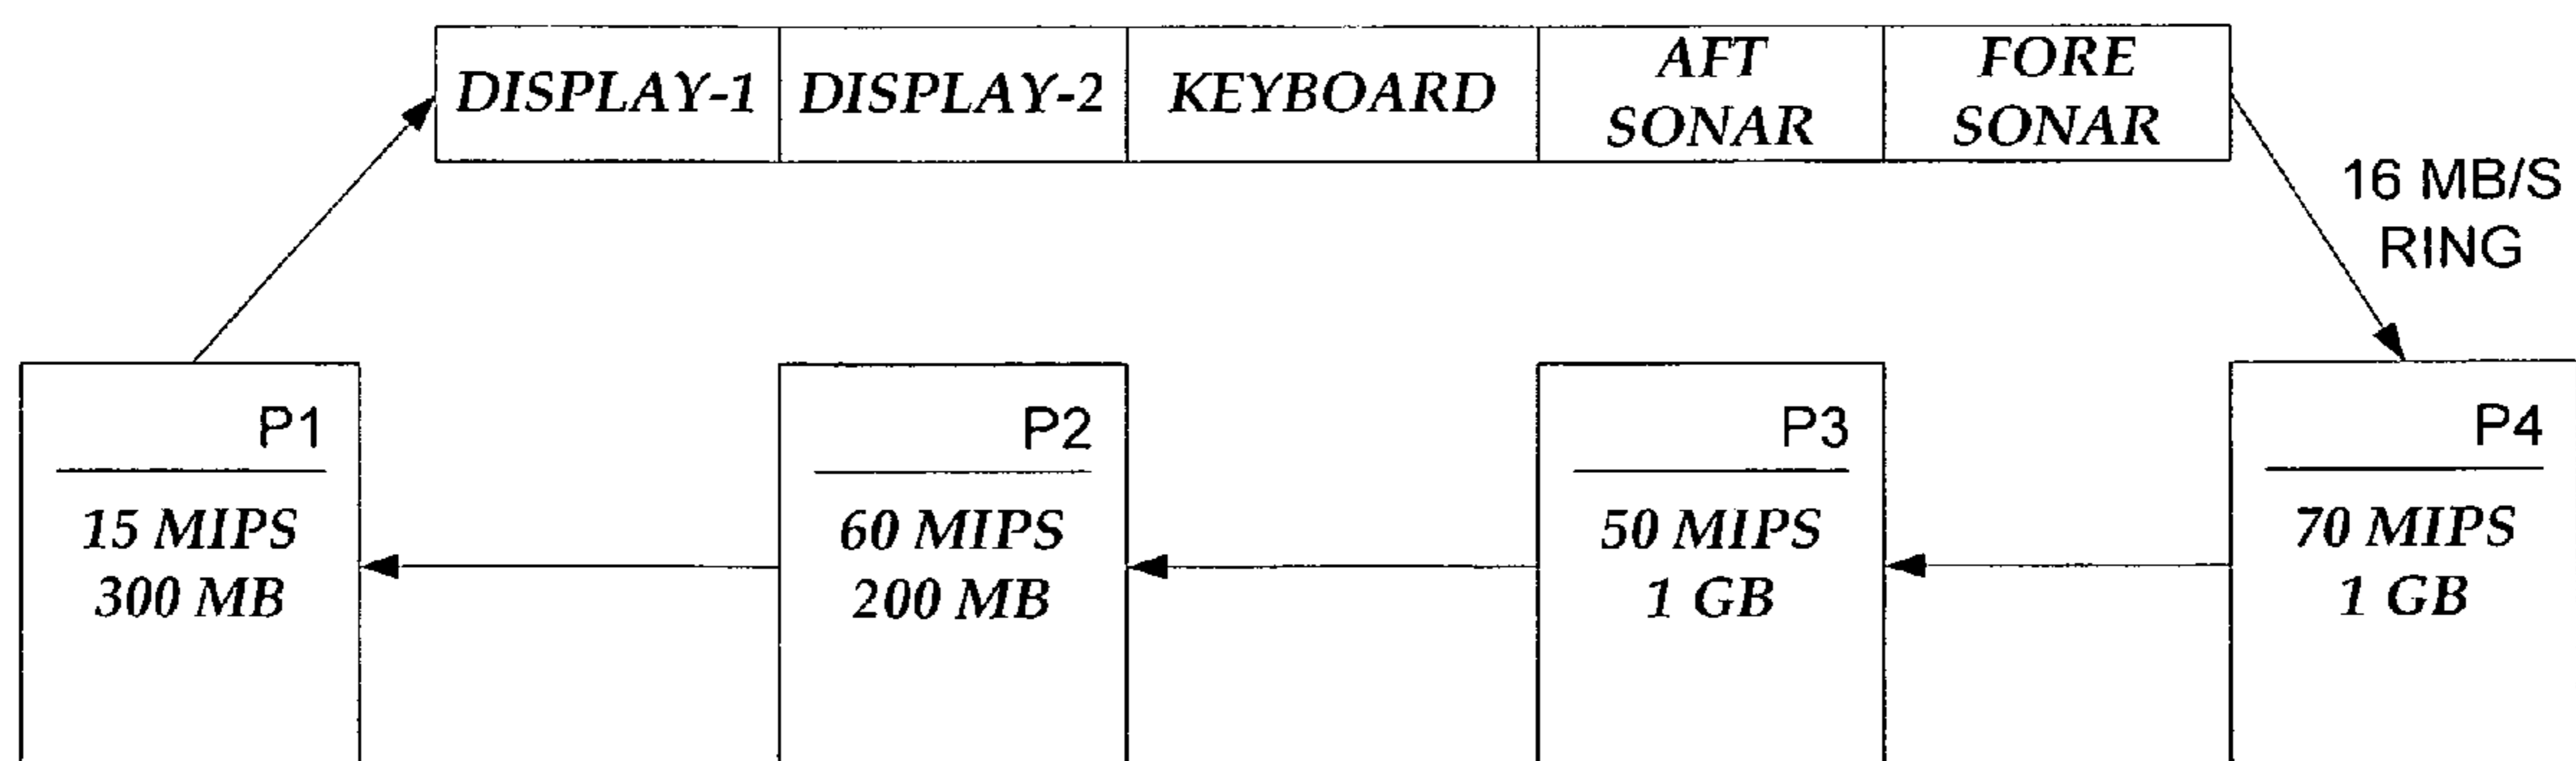 DISPLAY-1
DISPLAY-2
KEYBOARD
AFT
SONAR
FORE
SONAR
16 MB/S
RING
P1
15 MIPS
300 MB
P2
60 MIPS
200 MB
P3
50 MIPS
1 GB
P4
70 MIPS
1 GB